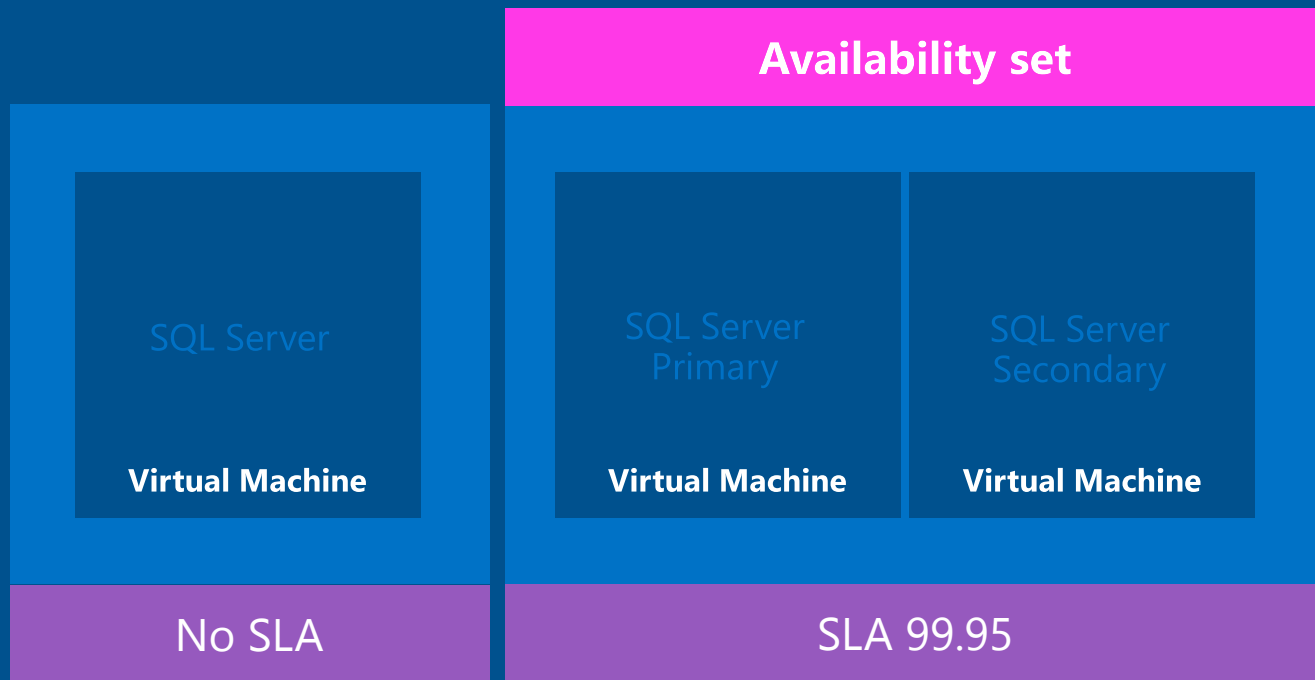 Availability set
SQL Server
Virtual Machine
No SLA
SQL Server
Primary
Virtual Machine
SQL Server
Secondary
Virtual Machine
SLA 99.95